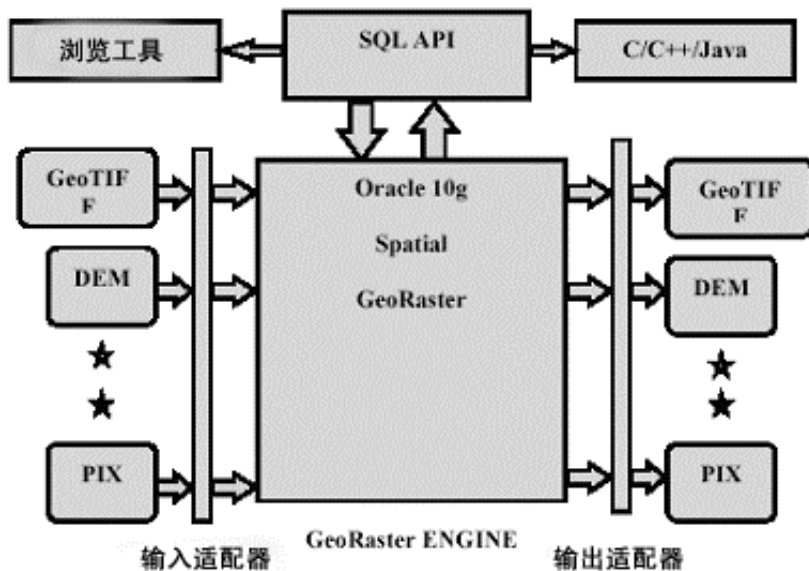 浏览工具
SQL API
C/C++/Java
GeoTIF
F
DEM
PIX
Oracle 10g
Spatial
GeoRaster
GeoTIF
F
DEM
PIX
输入适配器
GeoRaster ENGINE
输出适配器